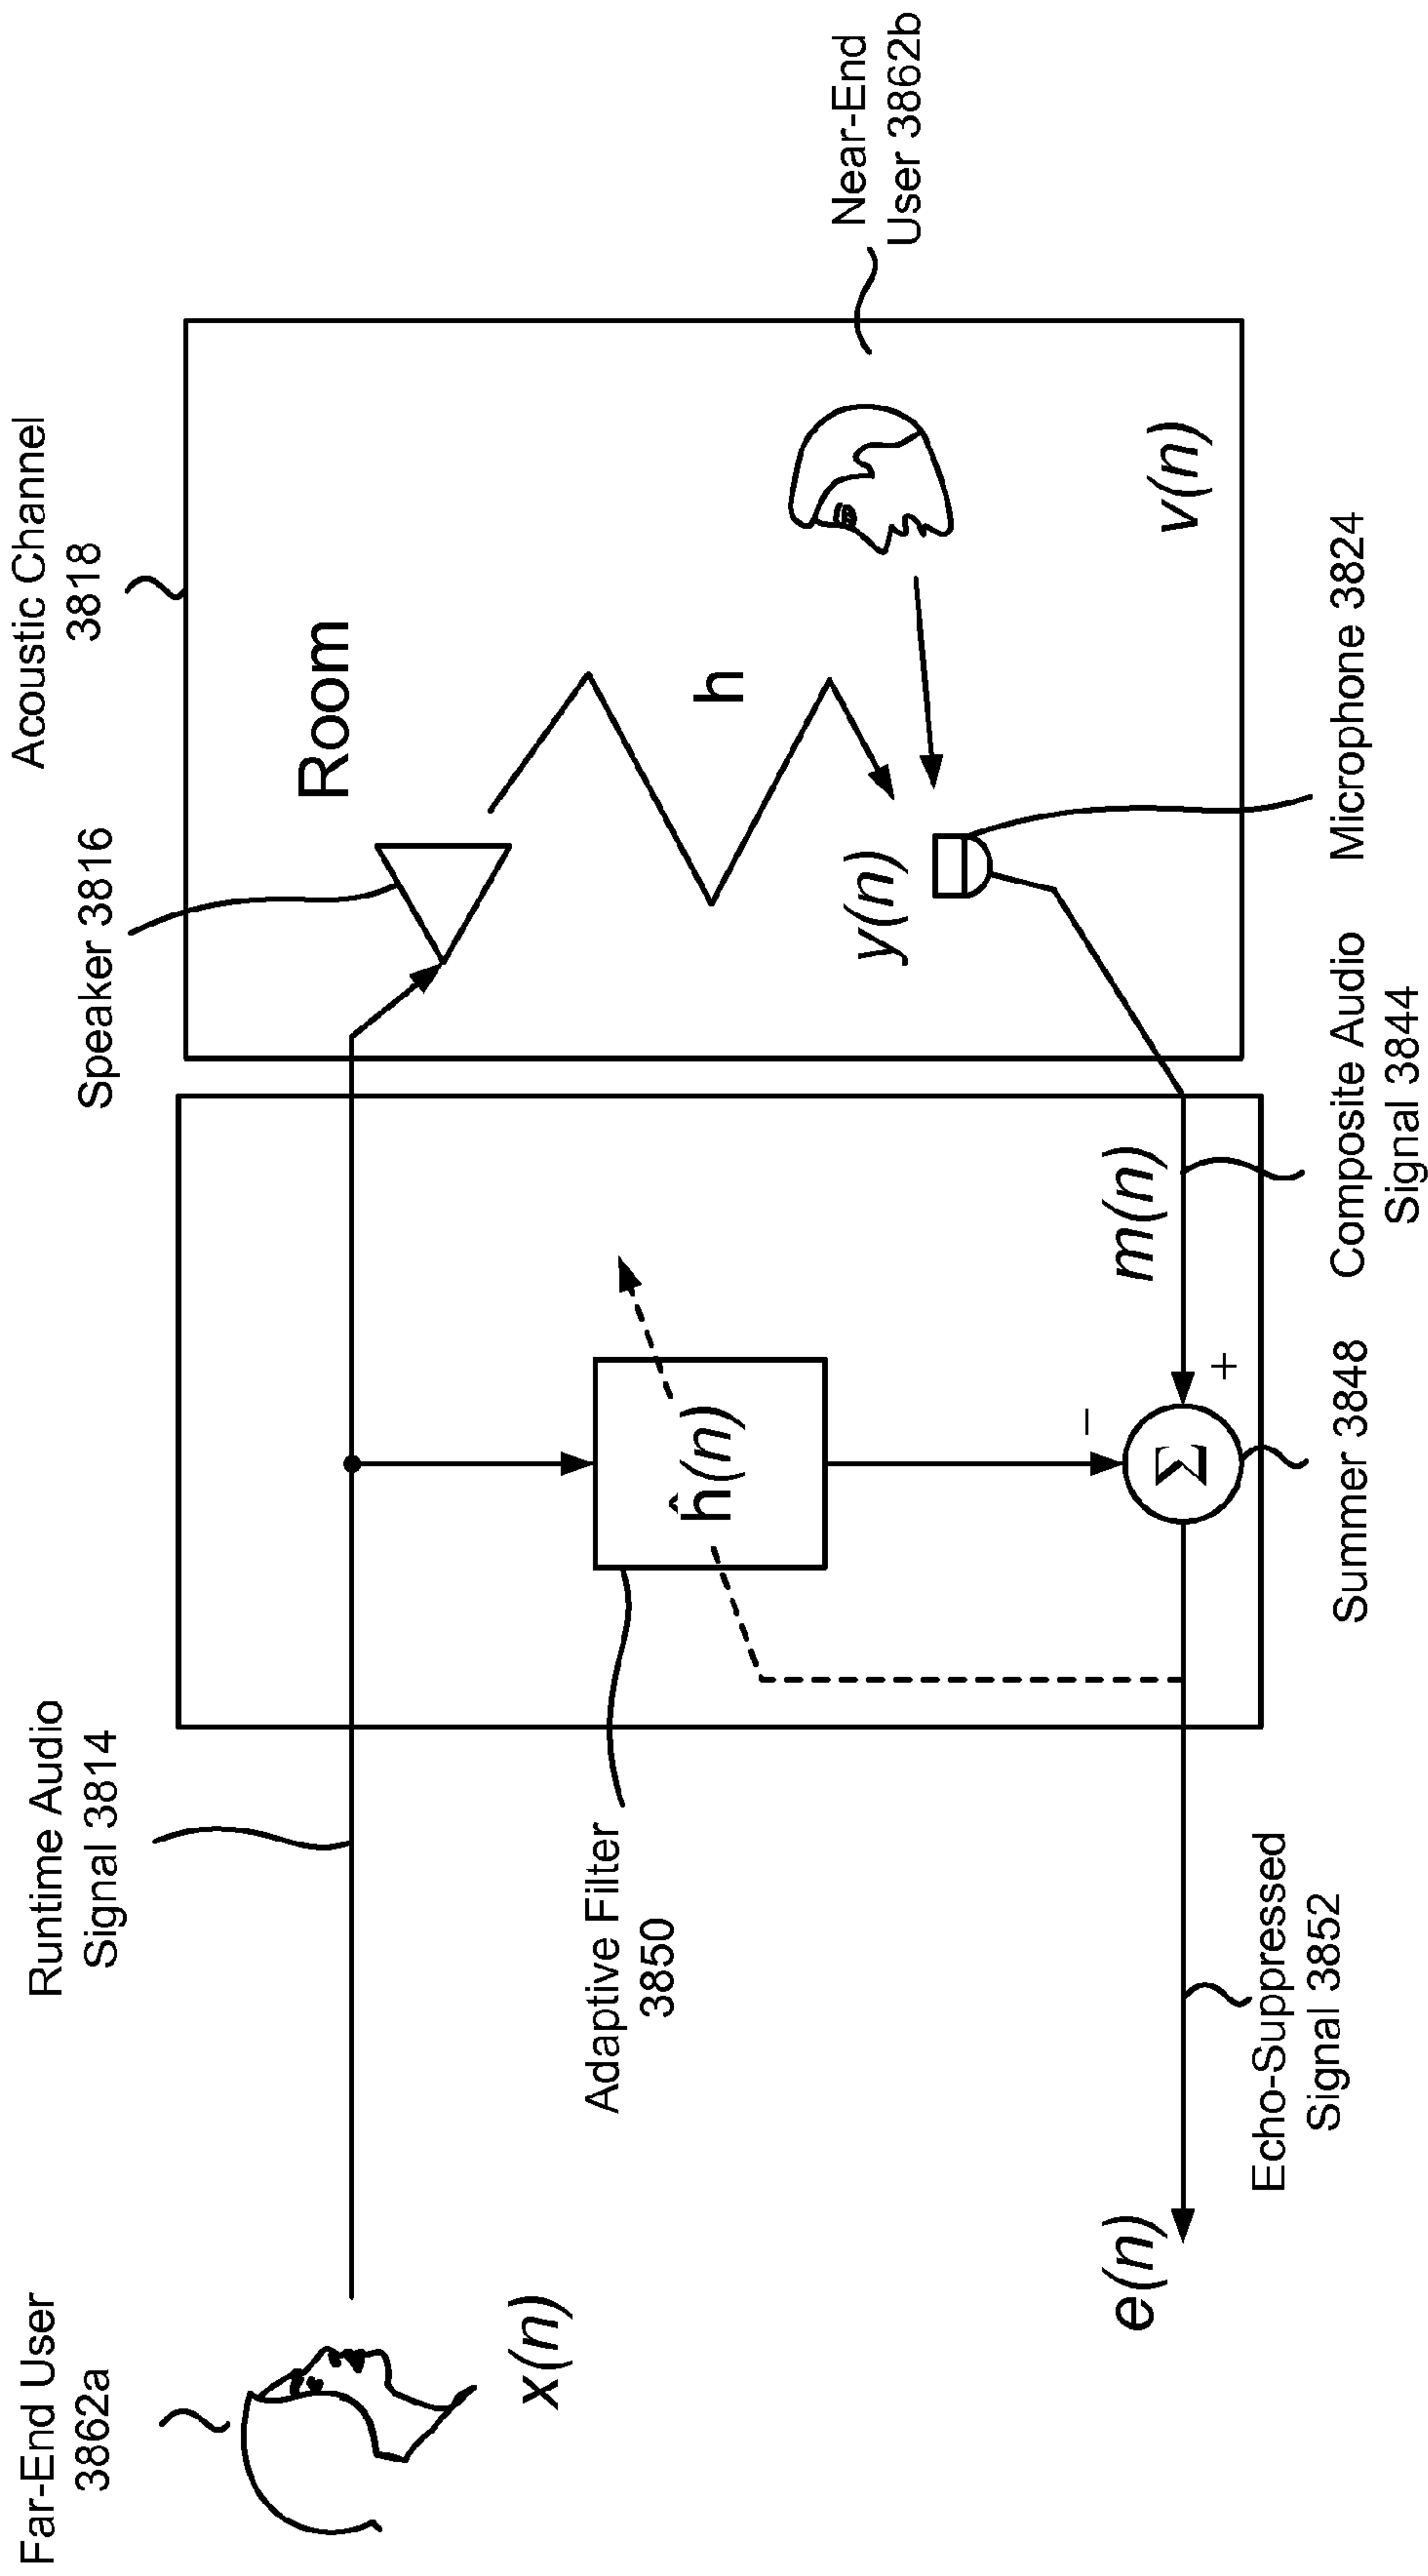 Far-End User
3862a
Runtime Audio
Signal 3814
Speaker 3816
Acoustic Channel
3818
Room
x(n)
Adaptive Filter
3850
ĥ(n)
h
y(n)
Near-End
User 3862b
e(n)
−
Σ
+
m(n)
v(n)
Echo-Suppressed
Signal 3852
Summer 3848
Composite Audio
Signal 3844
Microphone 3824